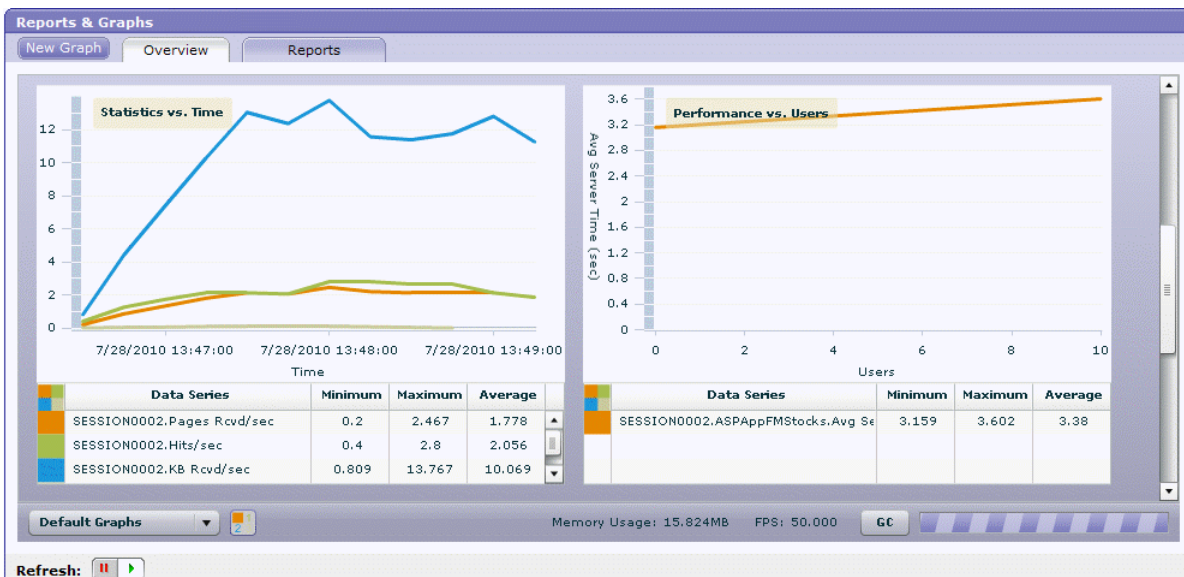 Reports & Graphs
New Graph Overview Reports
Statistics vs. Time
12
10
8
6
4
2
0
7/28/2010 13:47:00 7/28/2010 13:48:00 7/28/2010 13:49:00
Time
Data Series Minimum Maximum Average
SESSION0002.Pages Rcvd/sec 0.2 2.467 1.778
SESSION0002.Hits/sec 0.4 2.8 2.056
SESSION0002.KB Rcvd/sec 0.809 13.767 10.069
Performance vs. Users
Avg Server Time (sec)
3.6
3.2
2.8
2.4
2
1.6
1.2
0.8
0.4
0
0 2 4 6 8 10
Users
Data Series Minimum Maximum Average
SESSION0002.ASPAppFMStocks.Avg Se 3.159 3.602 3.38
Default Graphs
1
2
Memory Usage: 15.824MB FPS: 50.000 GC
Refresh: